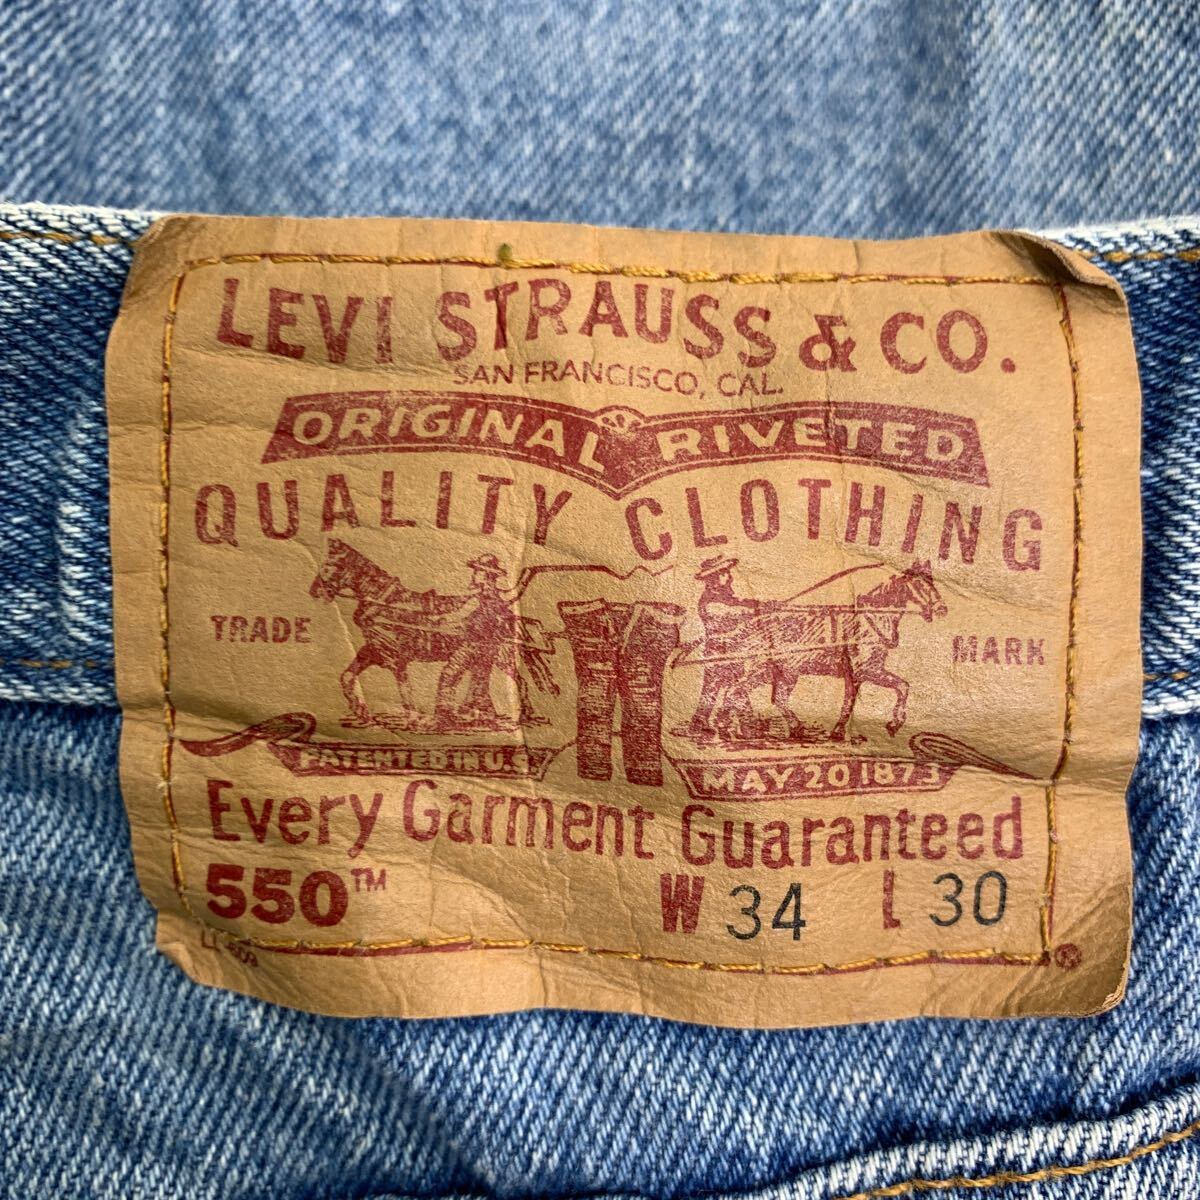 LEVI STRAUSS & CO.
SAN FRANCISCO, CAL.
ORIGINAL RIVETED
QUALITY CLOTHING
TRADE MARK
PATENTED IN U.S.
MAY 20 1873
Every Garment Guaranteed
550™ W 34 L 30
®